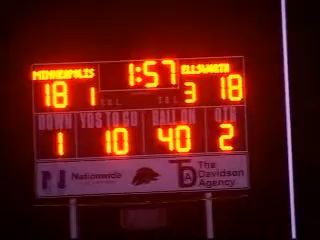 MINNEAPOLIS 1:57 ELLSWORTH
18 1 T.O.L. T.O.L. 3 18
DOWN YDS TO GO BALL ON QTR
1 10 40 2
Nationwide The Davidson Agency.